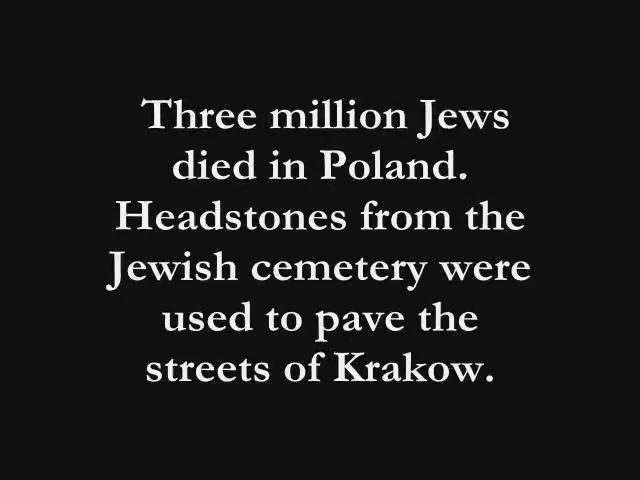 Three million Jews
died in Poland.
Headstones from the
Jewish cemetery were
used to pave the
streets of Krakow.